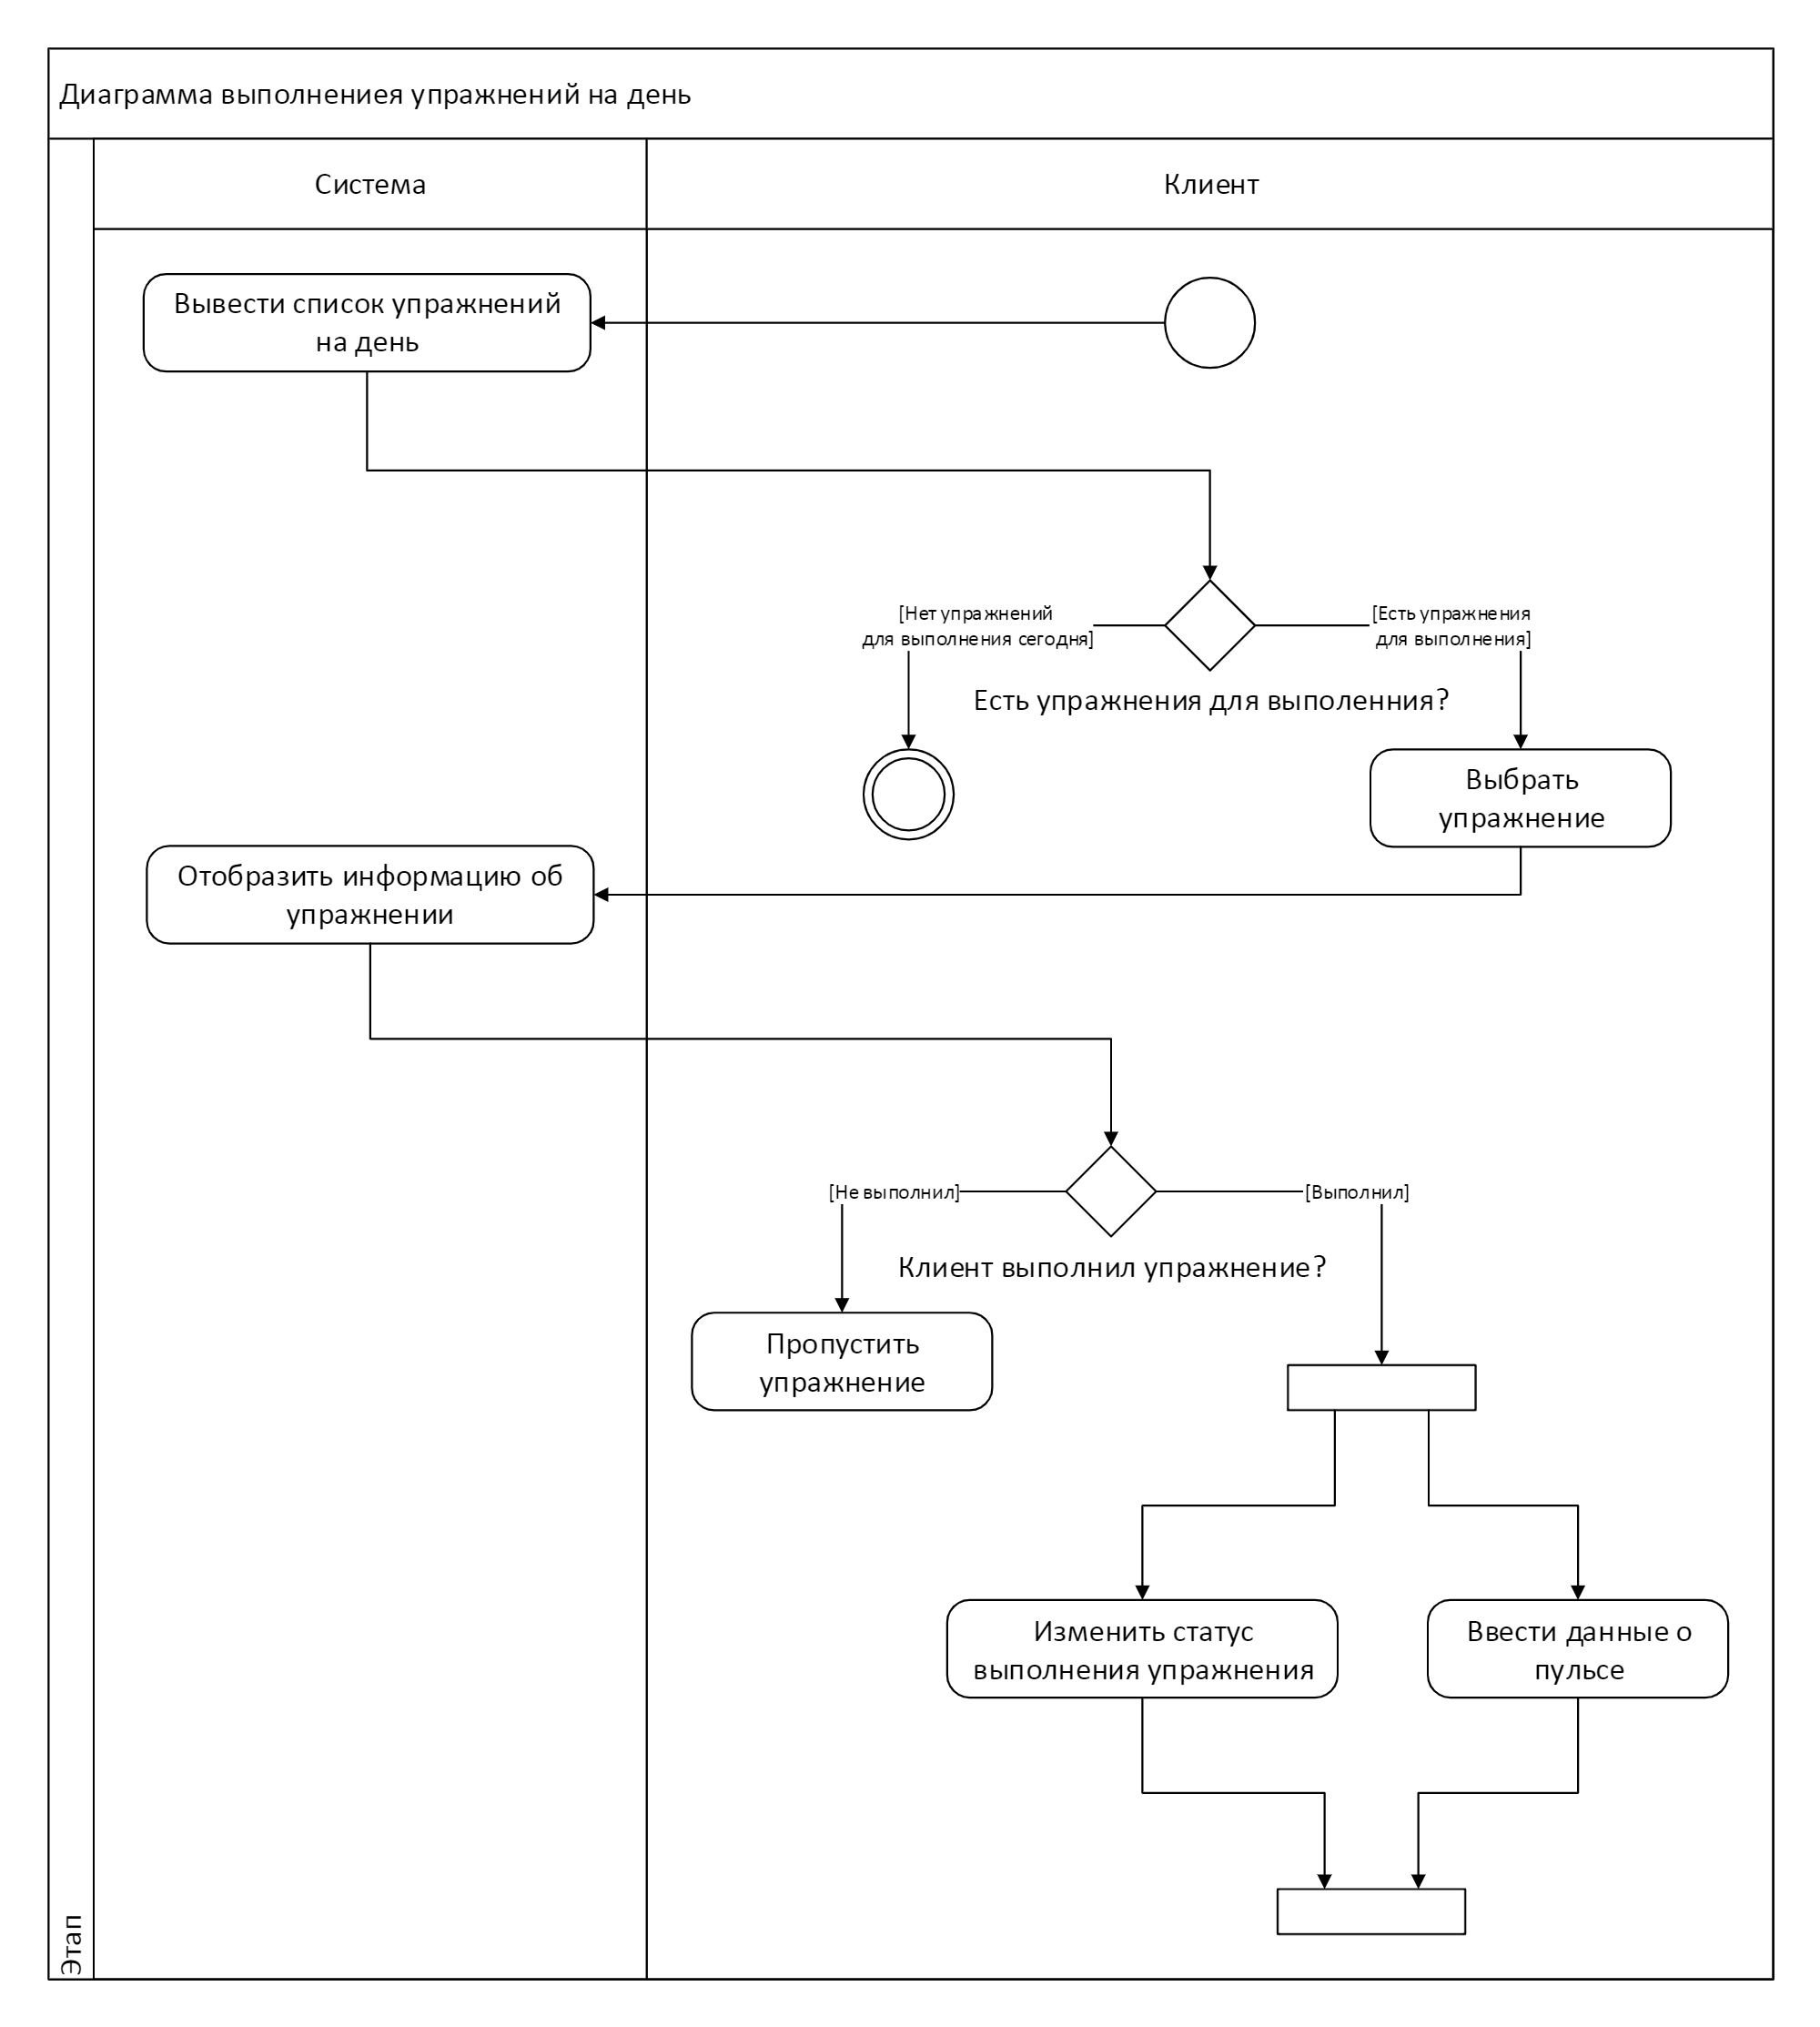 Диаграмма выполнениея упражнений на день
Система
Клиент
Вывести список упражнений
на день
[Нет упражнений
для выполнения сегодня]
[Есть упражнения
для выполнения]
Есть упражнения для выполенния?
Выбрать
упражнение
Отобразить информацию об
упражнении
[Не выполнил]
[Выполнил]
Клиент выполнил упражнение?
Пропустить
упражнение
Изменить статус
выполнения упражнения
Ввести данные о
пульсе
Этап